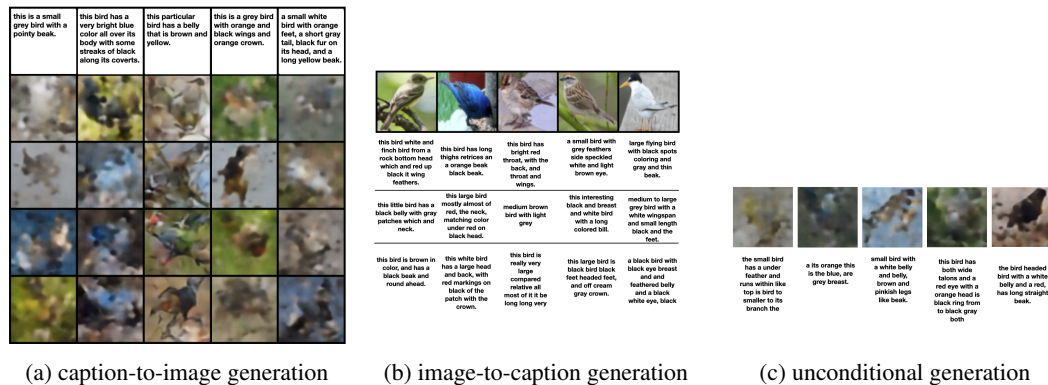 this is a small
grey bird with a
pointy beak.
this bird has a
very bright blue
color all over its
body with some
streaks of black
along its coverts.
this particular
bird has a belly
that is brown and
yellow.
this is a grey bird
with orange and
black wings and
orange crown.
a small white
bird with orange
feet, a short gray
tail, black fur on
its head, and a
long yellow beak.
(a) caption-to-image generation
this bird white and
finch bird from a
rock bottom head
which and red up
black it wing
feathers.
this bird has long
thighs retrices an
a orange beak
black beak.
this bird has
bright red
throat, with the
back, and
throat and
wings.
a small bird with
grey feathers
side speckled
white and light
brown eye.
large flying bird
with black spots
coloring and
gray and thin
beak.
this little bird has a
black belly with gray
patches which and
neck.
this large bird
mostly almost of
red, the neck,
matching color
under red on
black head.
medium brown
bird with light
grey
this interesting
black and breast
and white bird
with a long
colored bill.
medium to large
grey bird with a
white wingspan
and small length
black and the
feet.
this bird is brown in
color, and has a
black beak and
round ahead.
this white bird
has a large head
and back, with
red markings on
black of the
patch with the
crown.
this bird is
really very
large
compared
relative all
most of it it be
long long very
this large bird is
black bird black
feet headed feet,
and off cream
gray crown.
a black bird with
black eye breast
and and
feathered belly
and a black
white eye, black
(b) image-to-caption generation
the small bird
has a under
feather and
runs within like
top is bird to
smaller to its
branch the
a its orange this
is the blue, are
grey breast.
small bird with
a white belly
and belly,
brown and
pinkish legs
like beak.
this bird has
both wide
talons and a
red eye with a
orange head is
black ring from
to black gray
both
the bird headed
bird with a white
belly and a red,
has long straight
beak.
(c) unconditional generation